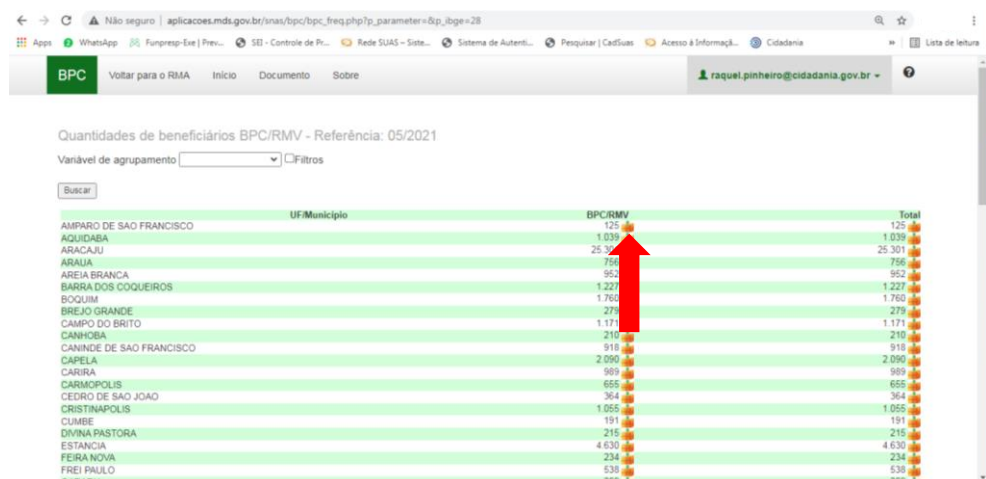 Não seguro | aplicacoes.mds.gov.br/snas/bpc/bpc_freq.php?p_parameter=&p_ibge=28
Apps WhatsApp Funpresp-Exe | Prev... SEI - Controle de Pr... Rede SUAS – Siste... Sistema de Autenti... Pesquisar | CadSuas Acesso à Informaçã... Cidadania » Lista de leitura
BPC Voltar para o RMA Início Documento Sobre raquel.pinheiro@cidadania.gov.br
Quantidades de beneficiários BPC/RMV - Referência: 05/2021
Variável de agrupamento Filtros
Buscar
UF/Municipio BPC/RMV Total
AMPARO DE SAO FRANCISCO 125 125
AQUIDABA 1.039 1.039
ARACAJU 25.301
ARAUA 756 756
AREIA BRANCA 952 952
BARRA DOS COQUEIROS 1.227 1.227
BOQUIM 1.760 1.760
BREJO GRANDE 279 279
CAMPO DO BRITO 1.171 1.171
CANHOBA 210 210
CANINDE DE SAO FRANCISCO 918 918
CAPELA 2.090 2.090
CARIRA 989 989
CARMOPOLIS 655 655
CEDRO DE SAO JOAO 364 364
CRISTINAPOLIS 1.055 1.055
CUMBE 191 191
DIVINA PASTORA 215 215
ESTANCIA 4.630 4.630
FEIRA NOVA 234 234
FREI PAULO 538 538